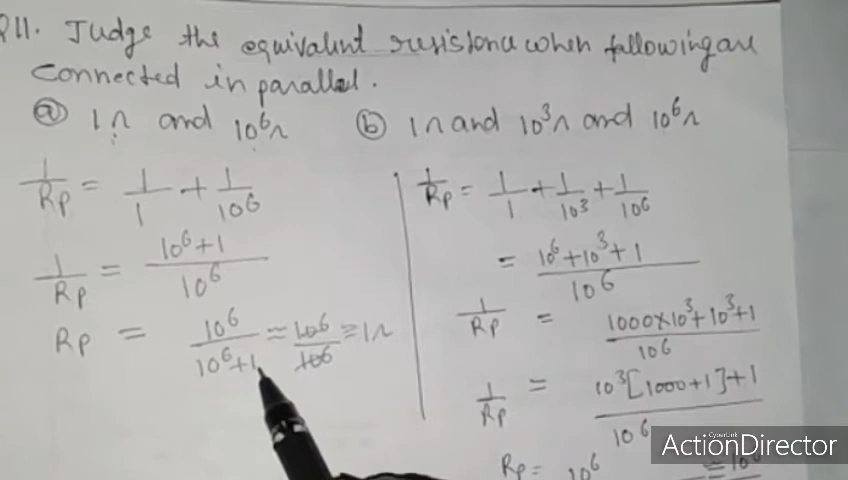 Q11. Judge the equivalent resistance when following are
connected in parallel.
ⓐ 1Ω and 10⁶Ω
ⓑ 1Ω and 10³Ω and 10⁶Ω
1/Rp = 1/1 + 1/10⁶
1/Rp = 10⁶+1/10⁶
Rp = 10⁶/10⁶+1 ≈ 10⁶/10⁶ ≅ 1Ω
1/Rp = 1/1 + 1/10³ + 1/10⁶
= 10⁶+10³+1/10⁶
1/Rp = 1000×10³+10³+1/10⁶
1/Rp = 10³[1000+1]+1/10⁶
Rp = 10⁶
CyberLink
ActionDirector